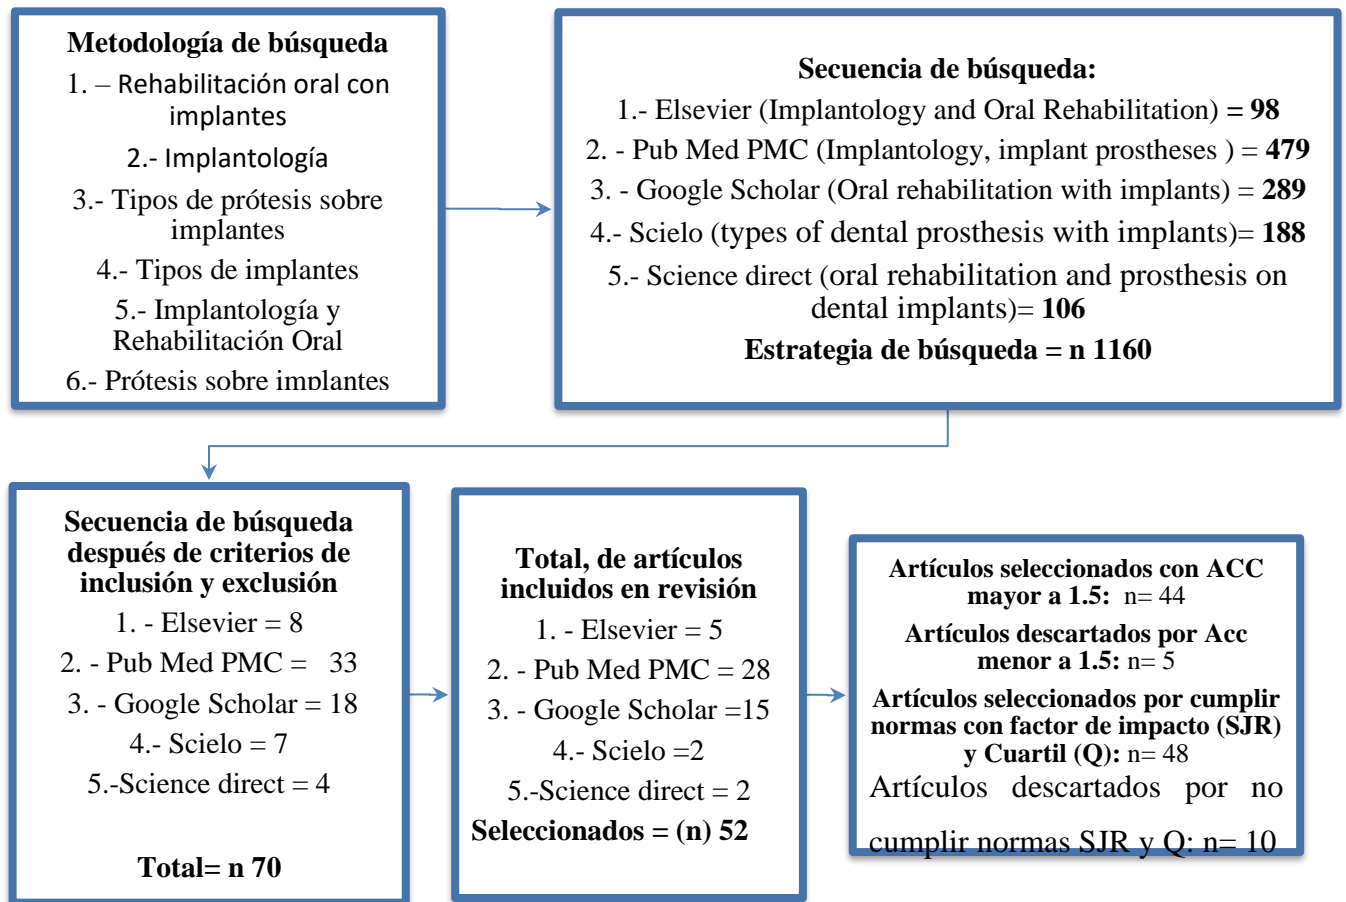 Metodología de búsqueda
1. – Rehabilitación oral con
implantes
2.- Implantología
3.- Tipos de prótesis sobre
implantes
4.- Tipos de implantes
5.- Implantología y
Rehabilitación Oral
6.- Prótesis sobre implantes
Secuencia de búsqueda:
1.- Elsevier (Implantology and Oral Rehabilitation) = 98
2. - Pub Med PMC (Implantology, implant prostheses ) = 479
3. - Google Scholar (Oral rehabilitation with implants) = 289
4.- Scielo (types of dental prosthesis with implants)= 188
5.- Science direct (oral rehabilitation and prosthesis on
dental implants)= 106
Estrategia de búsqueda = n 1160
Secuencia de búsqueda
después de criterios de
inclusión y exclusión
1. - Elsevier = 8
2. - Pub Med PMC = 33
3. - Google Scholar = 18
4.- Scielo = 7
5.-Science direct = 4
Total= n 70
Total, de artículos
incluidos en revisión
1. - Elsevier = 5
2. - Pub Med PMC = 28
3. - Google Scholar =15
4.- Scielo =2
5.-Science direct = 2
Seleccionados = (n) 52
Artículos seleccionados con ACC
mayor a 1.5: n= 44
Artículos descartados por Acc
menor a 1.5: n= 5
Artículos seleccionados por cumplir
normas con factor de impacto (SJR)
y Cuartil (Q): n= 48
Artículos descartados por no
cumplir normas SJR y Q: n= 10